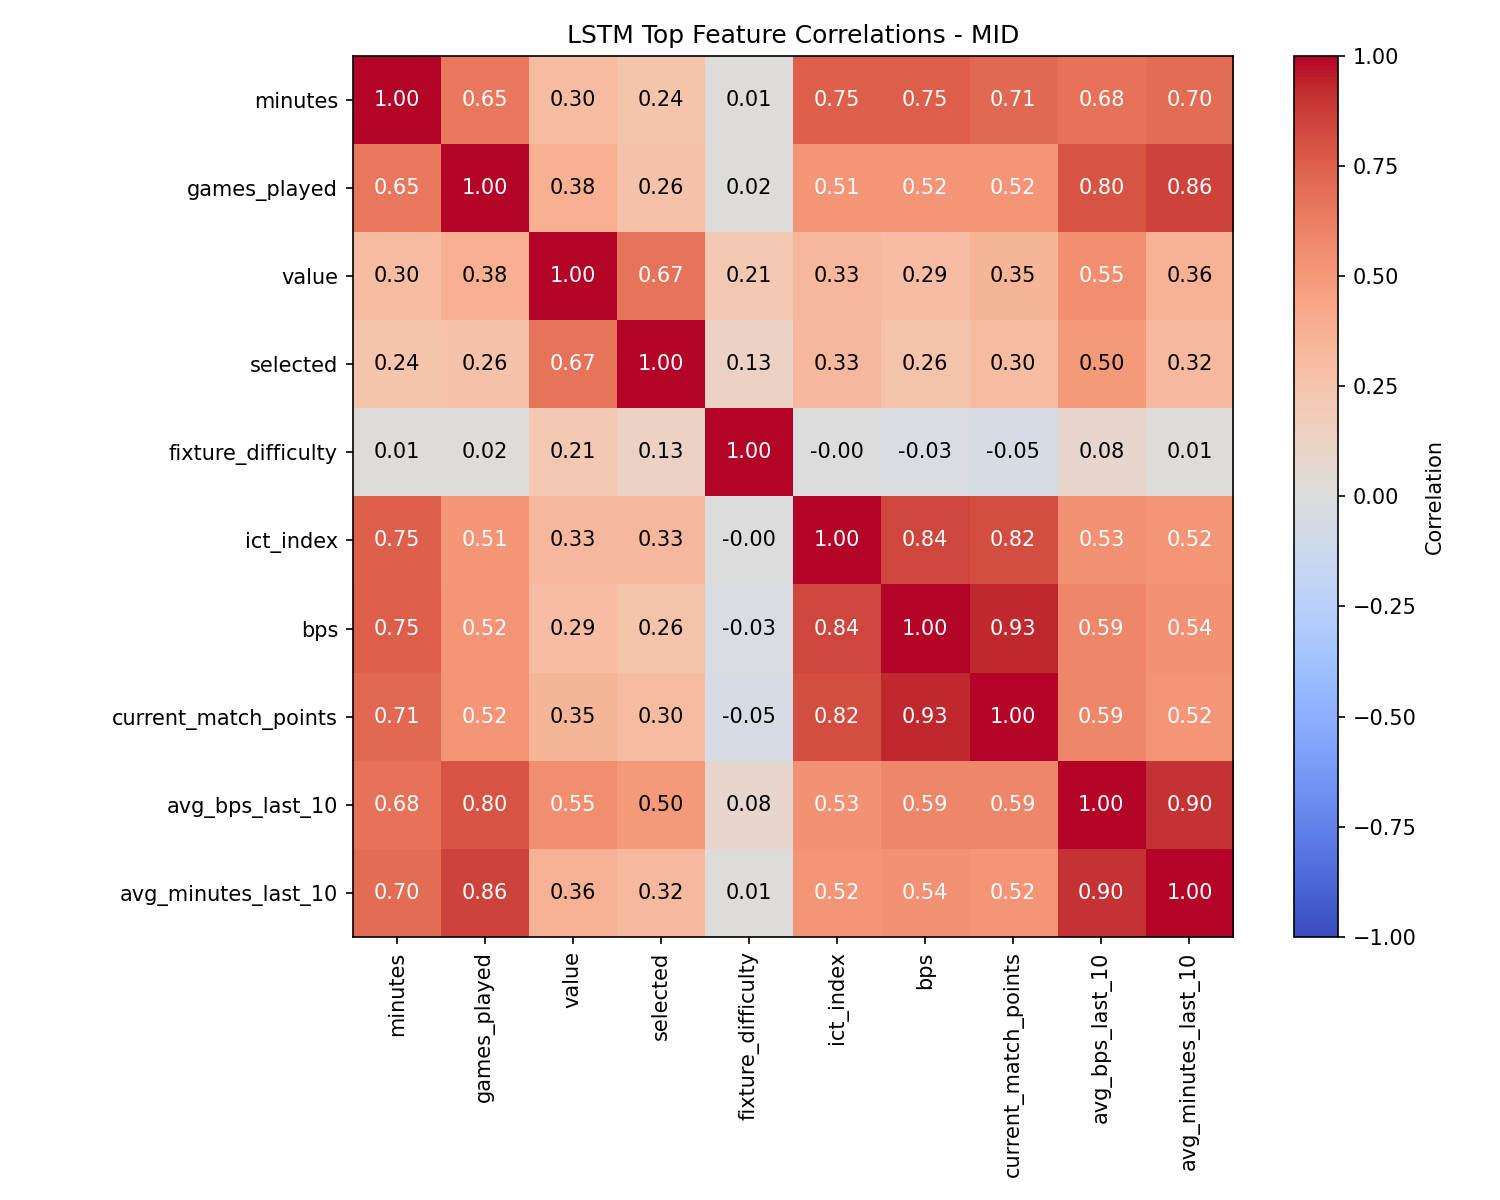 LSTM Top Feature Correlations - MID
minutes 1.00 0.65 0.30 0.24 0.01 0.75 0.75 0.71 0.68 0.70
games_played 0.65 1.00 0.38 0.26 0.02 0.51 0.52 0.52 0.80 0.86
value 0.30 0.38 1.00 0.67 0.21 0.33 0.29 0.35 0.55 0.36
selected 0.24 0.26 0.67 1.00 0.13 0.33 0.26 0.30 0.50 0.32
fixture_difficulty 0.01 0.02 0.21 0.13 1.00 -0.00 -0.03 -0.05 0.08 0.01
ict_index 0.75 0.51 0.33 0.33 -0.00 1.00 0.84 0.82 0.53 0.52
bps 0.75 0.52 0.29 0.26 -0.03 0.84 1.00 0.93 0.59 0.54
current_match_points 0.71 0.52 0.35 0.30 -0.05 0.82 0.93 1.00 0.59 0.52
avg_bps_last_10 0.68 0.80 0.55 0.50 0.08 0.53 0.59 0.59 1.00 0.90
avg_minutes_last_10 0.70 0.86 0.36 0.32 0.01 0.52 0.54 0.52 0.90 1.00
minutes
games_played
value
selected
fixture_difficulty
ict_index
bps
current_match_points
avg_bps_last_10
avg_minutes_last_10
1.00
0.75
0.50
0.25
0.00
−0.25
−0.50
−0.75
−1.00
Correlation